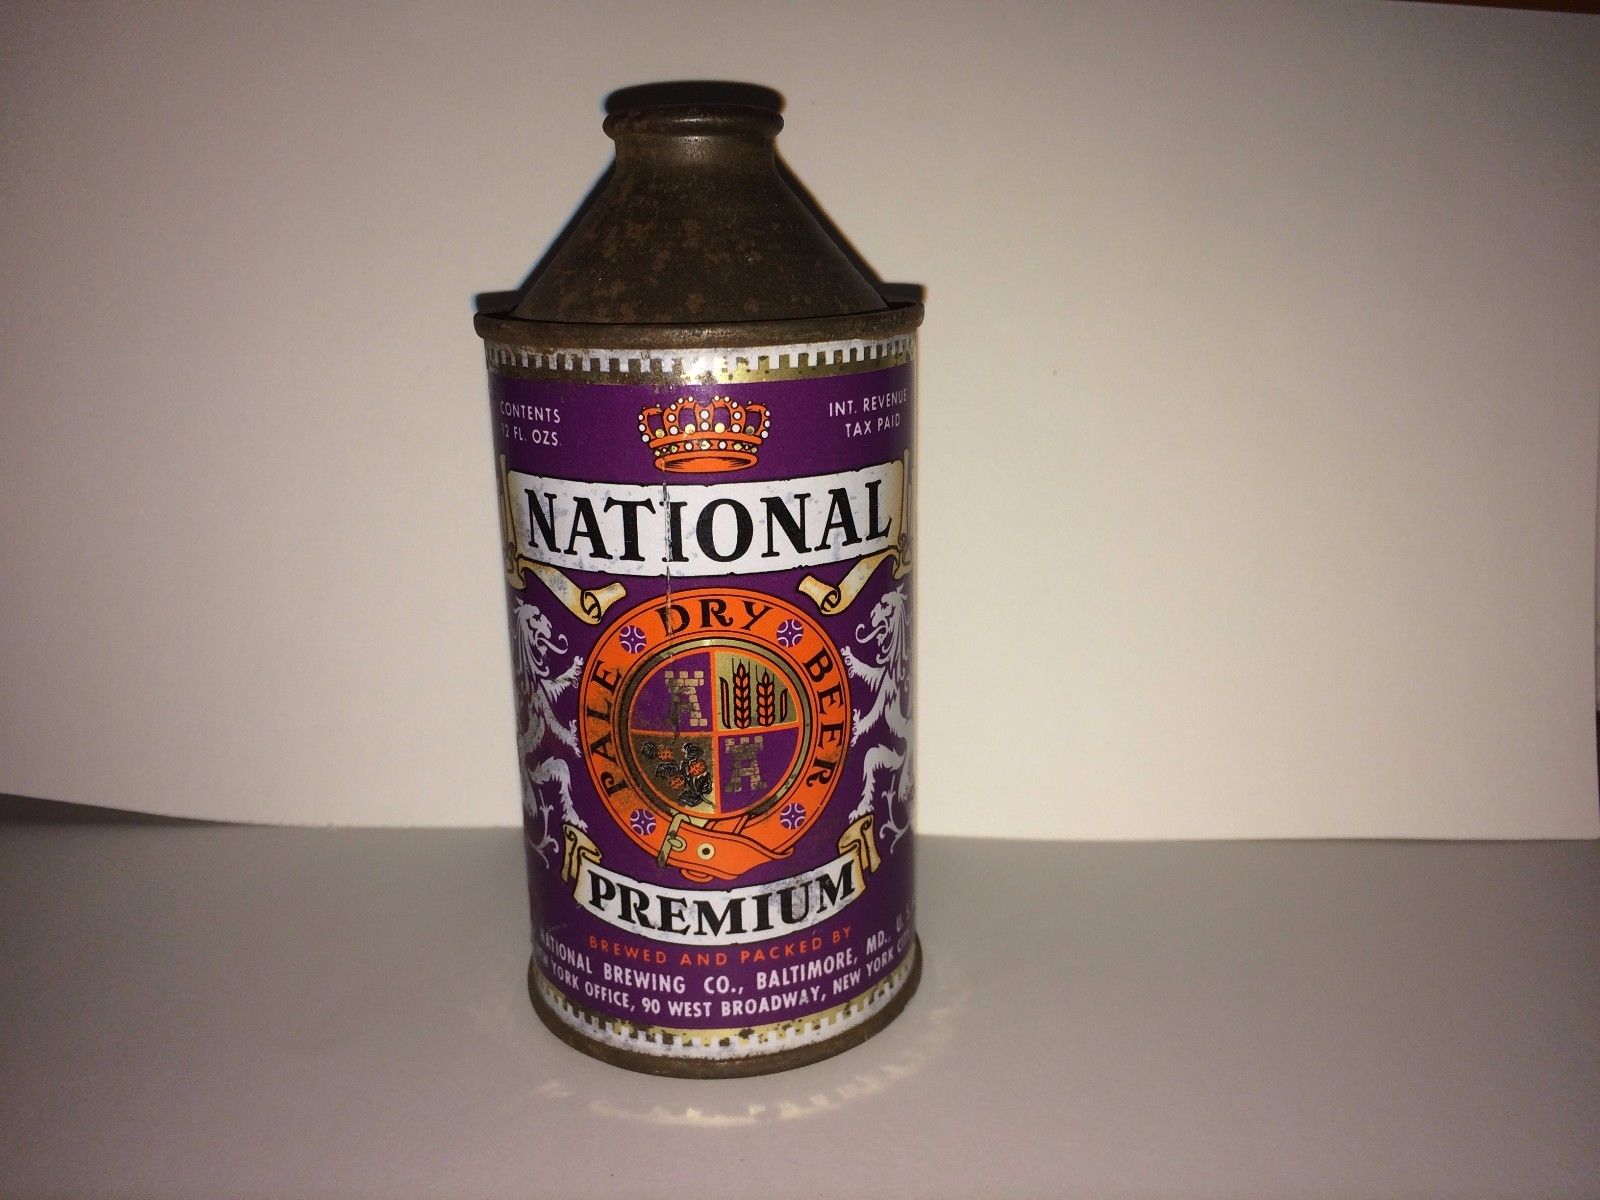 CONTENTS
12 FL. OZS.
INT. REVENUE
TAX PAID
NATIONAL
PALE DRY BEER
PREMIUM
BREWED AND PACKED BY
NATIONAL BREWING CO., BALTIMORE, MD., U.S.
YORK OFFICE, 90 WEST BROADWAY, NEW YORK